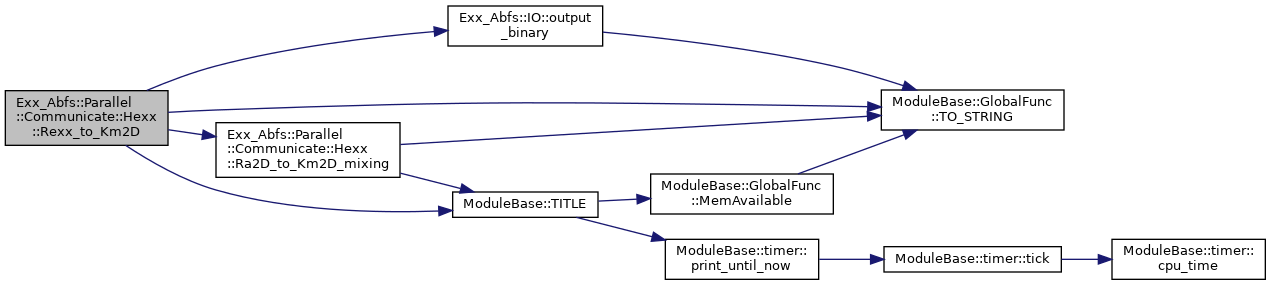 Exx_Abfs::IO::output
_binary
Exx_Abfs::Parallel
::Communicate::Hexx
::Rexx_to_Km2D
ModuleBase::GlobalFunc
::TO_STRING
Exx_Abfs::Parallel
::Communicate::Hexx
::Ra2D_to_Km2D_mixing
ModuleBase::TITLE
ModuleBase::GlobalFunc
::MemAvailable
ModuleBase::timer::
print_until_now
ModuleBase::timer::tick
ModuleBase::timer::
cpu_time